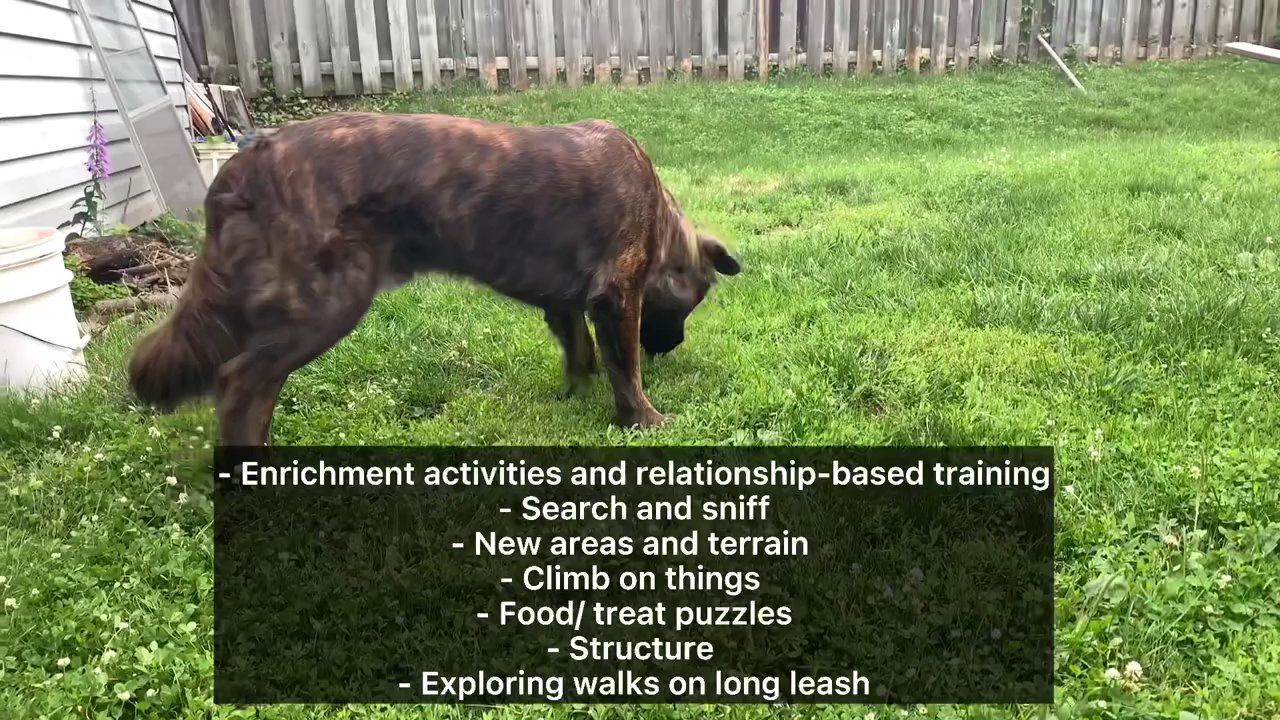 - Enrichment activities and relationship-based training
- Search and sniff
- New areas and terrain
- Climb on things
- Food/ treat puzzles
- Structure
- Exploring walks on long leash